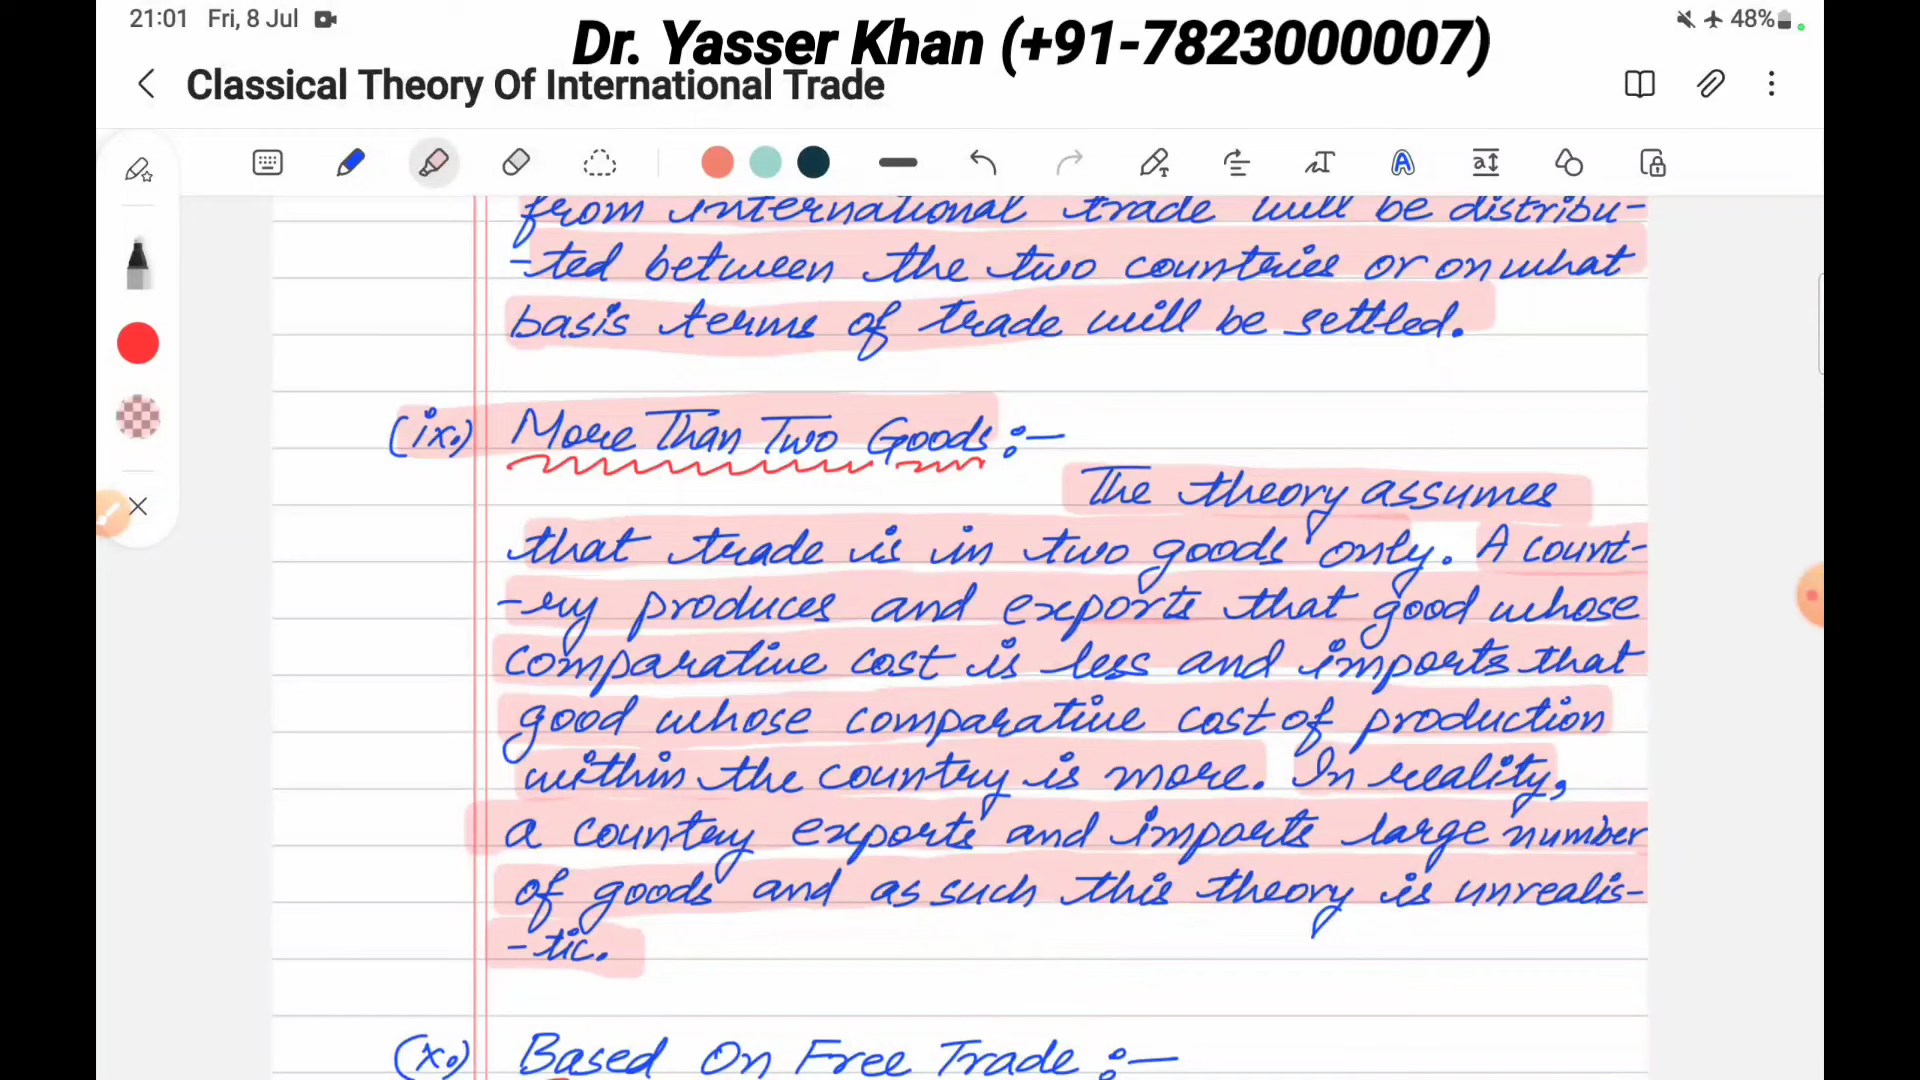 21:01 Fri, 8 Jul
48%
Dr. Yasser Khan (+91-7823000007)
Classical Theory Of International Trade
from international trade will be distribu-
-ted between the two countries or on what
basis terms of trade will be settled.
(ix.) More Than Two Goods :-
The theory assumes
that trade is in two goods only. A count-
-ry produces and exports that good whose
comparative cost is less and imports that
good whose comparative cost of production
within the country is more. In reality,
a country exports and imports large number
of goods and as such this theory is unrealis-
-tic.
(x.) Based On Free Trade :-